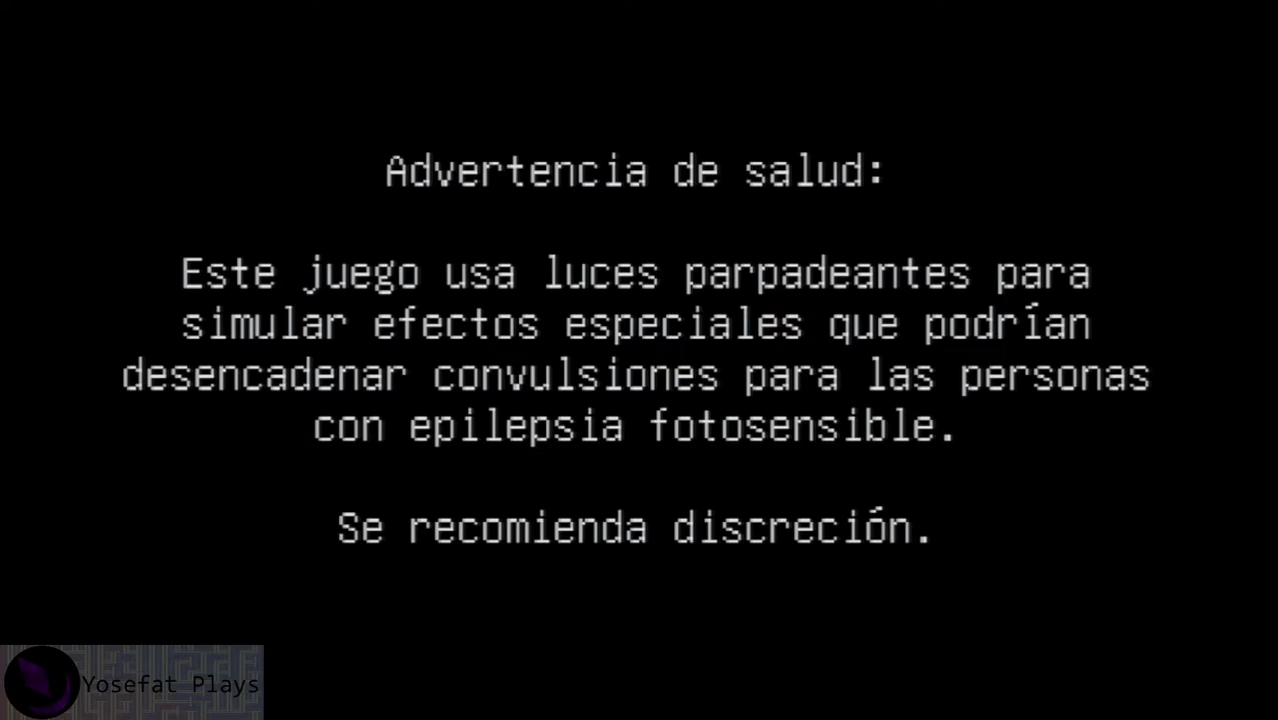 Advertencia de salud:
Este juego usa luces parpadeantes para
simular efectos especiales que podrían
desencadenar convulsiones para las personas
con epilepsia fotosensible.
Se recomienda discreción.
Yosefat Plays